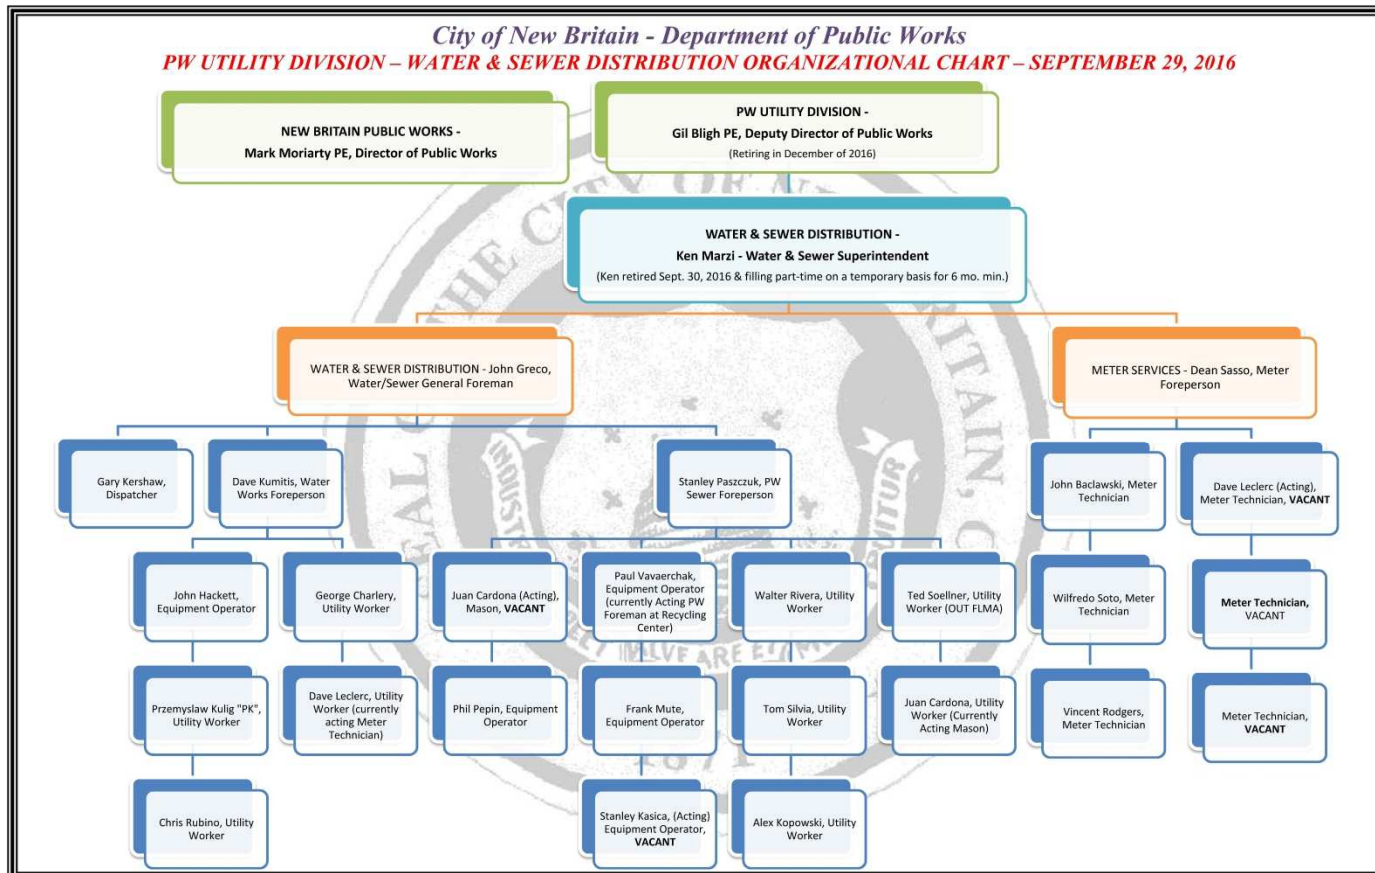 City of New Britain - Department of Public Works
PW UTILITY DIVISION – WATER & SEWER DISTRIBUTION ORGANIZATIONAL CHART – SEPTEMBER 29, 2016
NEW BRITAIN PUBLIC WORKS -
Mark Moriarty PE, Director of Public Works
PW UTILITY DIVISION -
Gil Bligh PE, Deputy Director of Public Works
(Retiring in December of 2016)
WATER & SEWER DISTRIBUTION -
Ken Marzi - Water & Sewer Superintendent
(Ken retired Sept. 30, 2016 & filling part-time on a temporary basis for 6 mo. min.)
WATER & SEWER DISTRIBUTION - John Greco,
Water/Sewer General Foreman
METER SERVICES - Dean Sasso, Meter
Foreperson
Gary Kershaw,
Dispatcher
Dave Kumitis, Water
Works Foreperson
Stanley Paszczuk, PW
Sewer Foreperson
John Baclawski, Meter
Technician
Dave Leclerc (Acting),
Meter Technician, VACANT
John Hackett,
Equipment Operator
George Charlery,
Utility Worker
Juan Cardona (Acting),
Mason, VACANT
Paul Vavaerchak,
Equipment Operator
(currently Acting PW
Foreman at Recycling
Center)
Walter Rivera, Utility
Worker
Ted Soellner, Utility
Worker (OUT FLMA)
Wilfredo Soto, Meter
Technician
Meter Technician,
VACANT
Przemyslaw Kulig "PK",
Utility Worker
Dave Leclerc, Utility
Worker (currently
acting Meter
Technician)
Phil Pepin, Equipment
Operator
Frank Mute,
Equipment Operator
Tom Silvia, Utility
Worker
Juan Cardona, Utility
Worker (Currently
Acting Mason)
Vincent Rodgers,
Meter Technician
Meter Technician,
VACANT
Chris Rubino, Utility
Worker
Stanley Kasica, (Acting)
Equipment Operator,
VACANT
Alex Kopowski, Utility
Worker